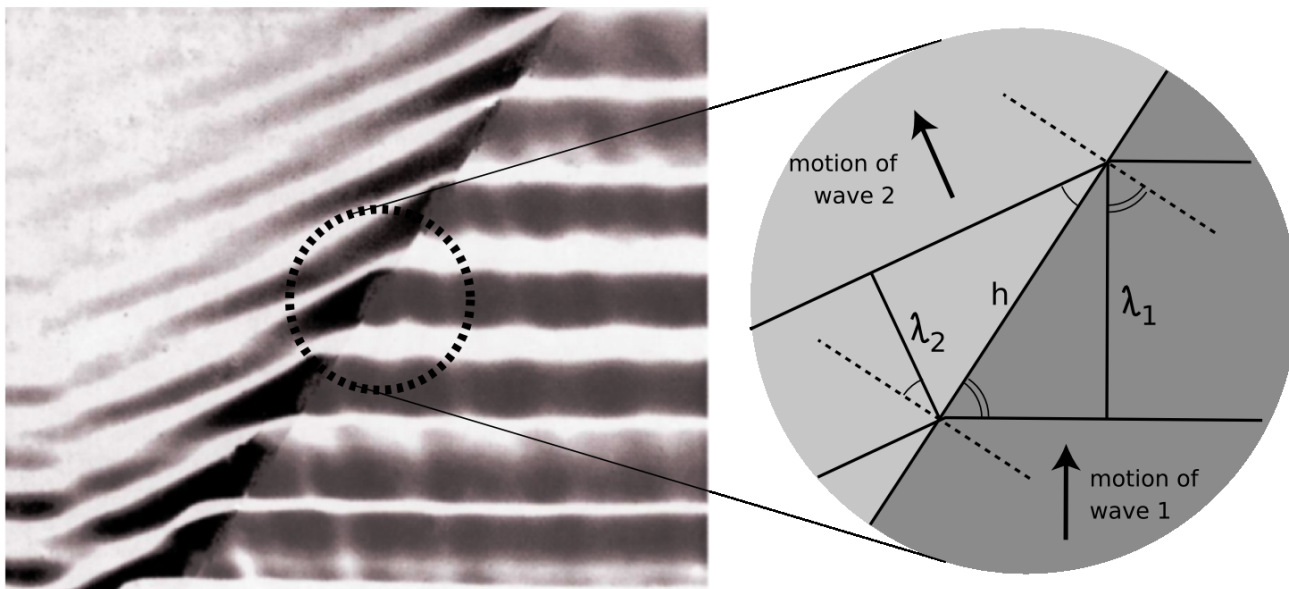 motion of
wave 2
h
λ₂
λ₁
motion of
wave 1